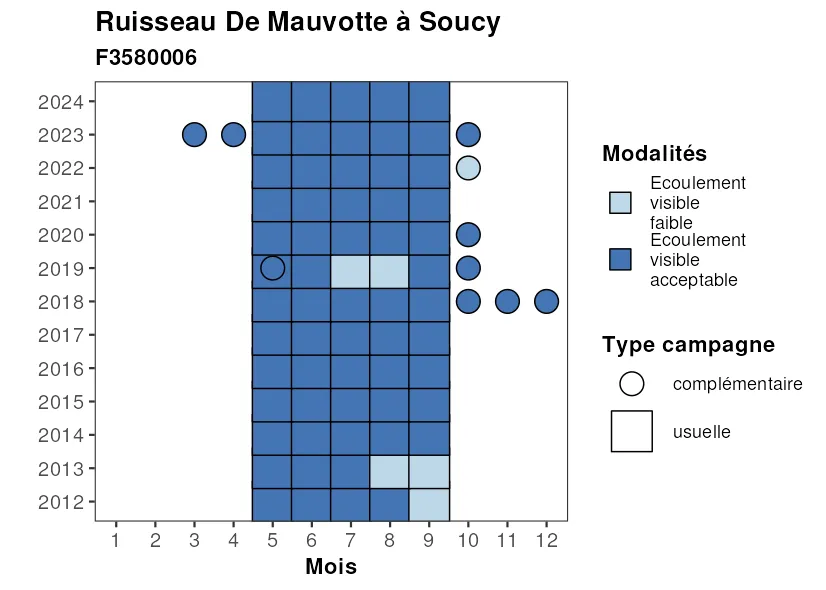 Ruisseau De Mauvotte à Soucy
F3580006
2024
2023
2022
2021
2020
2019
2018
2017
2016
2015
2014
2013
2012
1 2 3 4 5 6 7 8 9 10 11 12
Mois
Modalités
Ecoulement
visible
faible
Ecoulement
visible
acceptable
Type campagne
complémentaire
usuelle